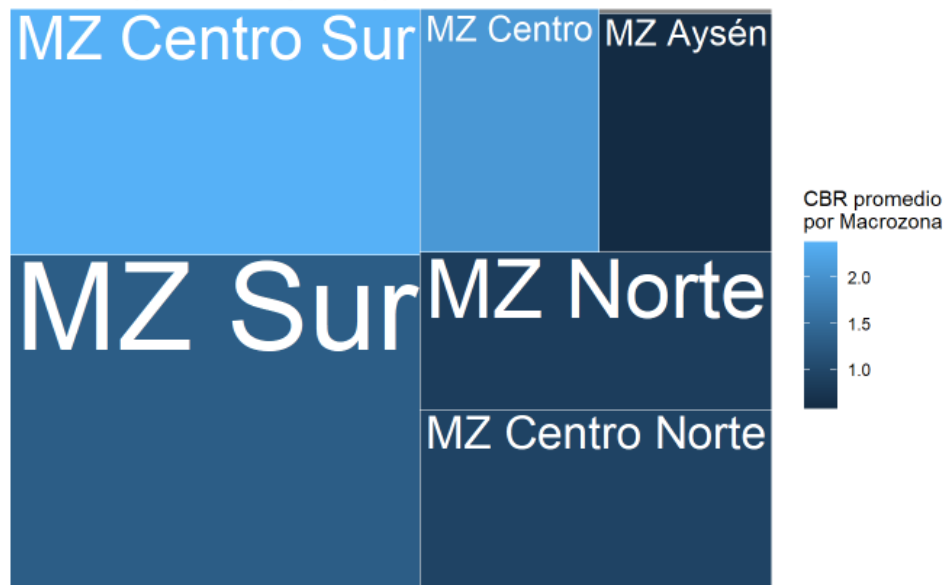 MZ Centro Sur
MZ Centro
MZ Aysén
MZ Sur
MZ Norte
MZ Centro Norte
CBR promedio
por Macrozona
2.0
1.5
1.0